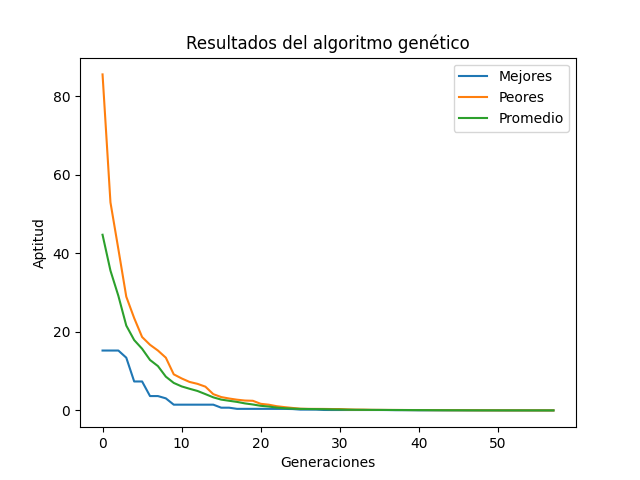 Resultados del algoritmo genético
Mejores
Peores
Promedio
80
60
40
20
0
Aptitud
0 10 20 30 40 50
Generaciones